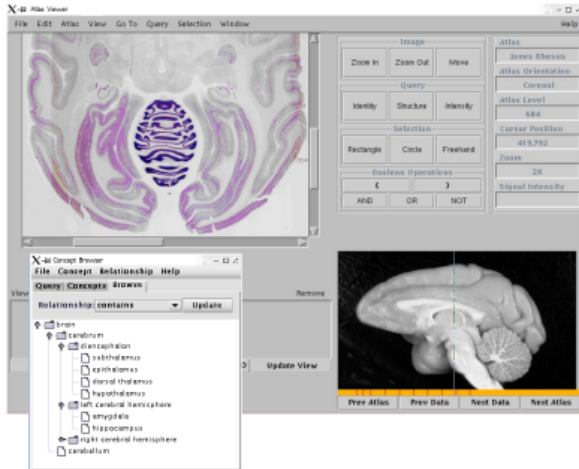 Atlas Viewer
File Edit Atlas View Go To Query Selection Window Help
Image
Zoom In Zoom Out Move
Query
Identity Structure Intensity
Selection
Rectangle Circle Freehand
Boolean Operations
( )
AND OR NOT
Atlas
Jones Rhesus
Atlas Orientation
Coronal
Atlas Level
684
Cursor Position
419,792
Zoom
2X
Signal Intensity
View
Remove
Update View
Concept Browser
File Concept Relationship Help
Query Concepts Browse
Relationship: contains Update
brain
cerebrum
diencephalon
subthalamus
epithalamus
dorsal thalamus
hypothalamus
left cerebral hemisphere
amygdala
hippocampus
right cerebral hemisphere
cerebellum
Prev Atlas Prev Data Next Data Next Atlas